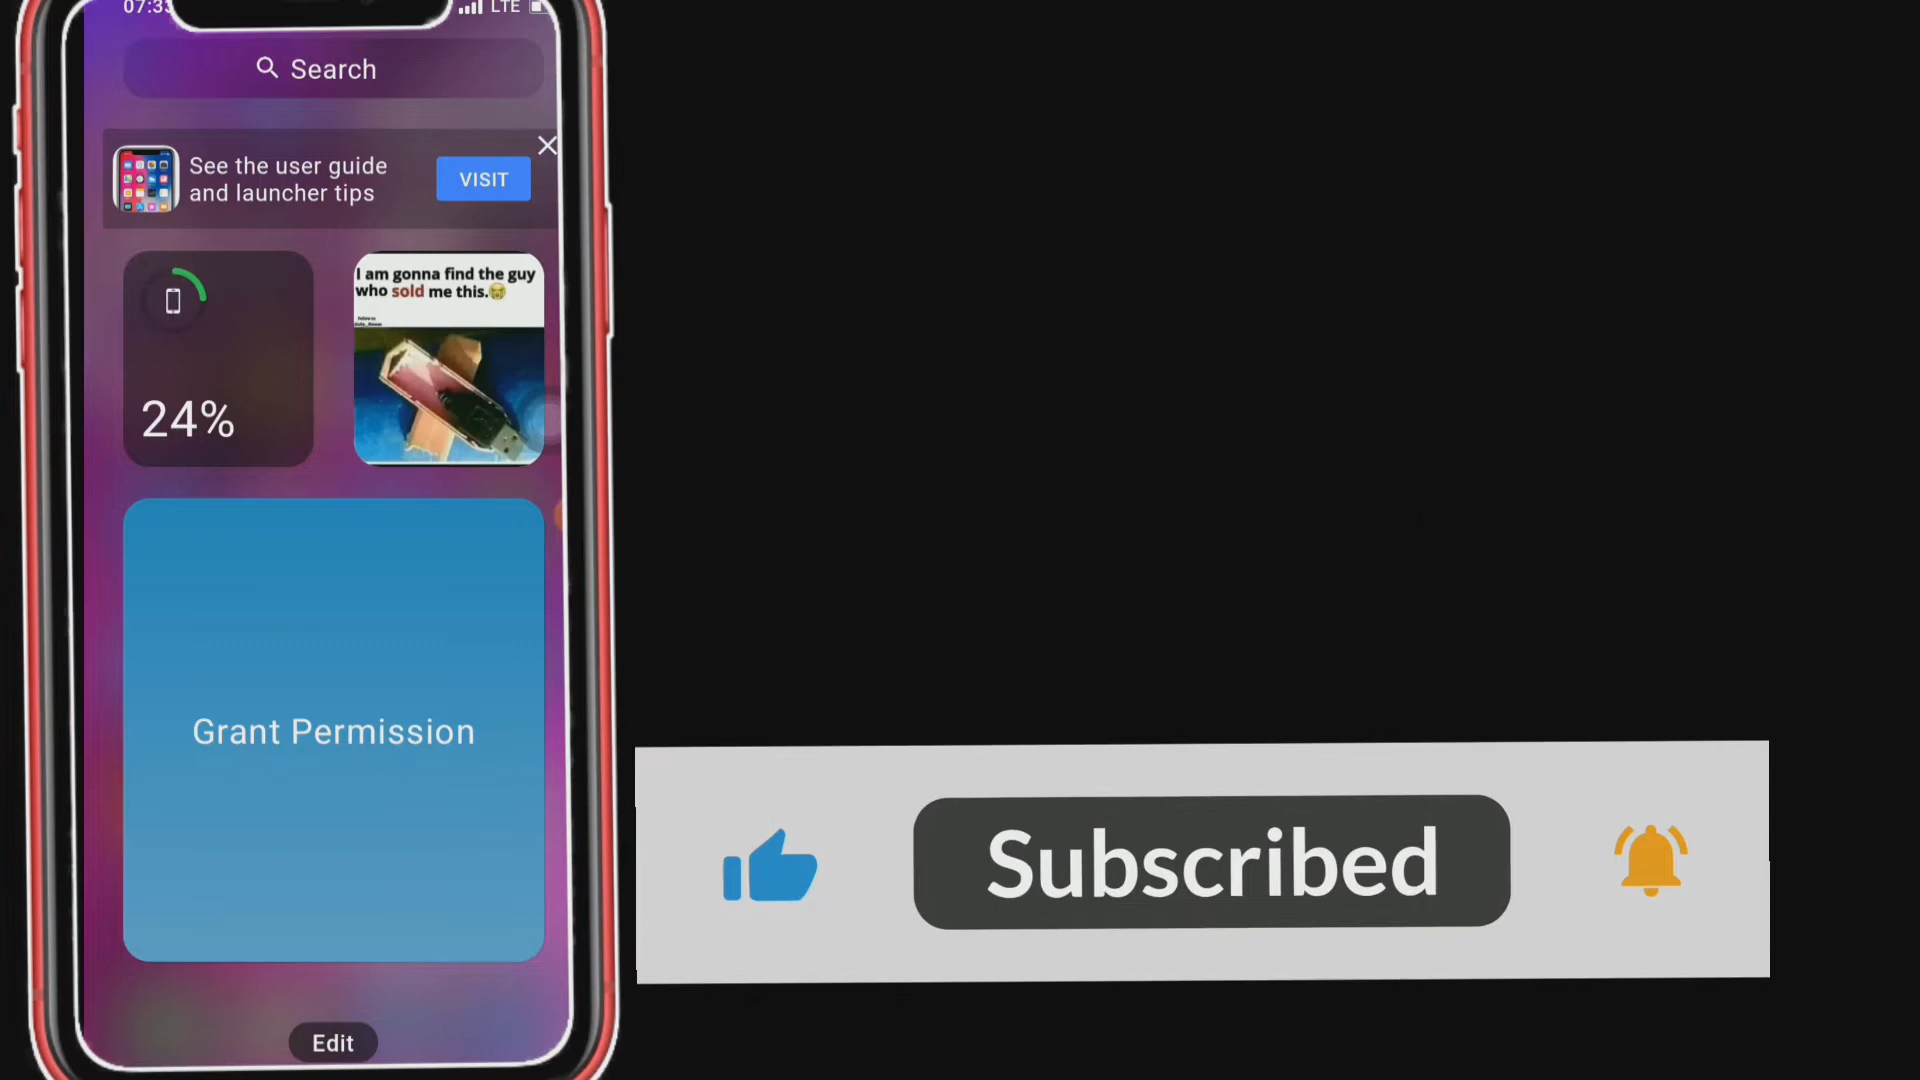 LTE
Search
See the user guide
and launcher tips
VISIT
I am gonna find the guy
who sold me this.😭
24%
Grant Permission
Edit
Subscribed